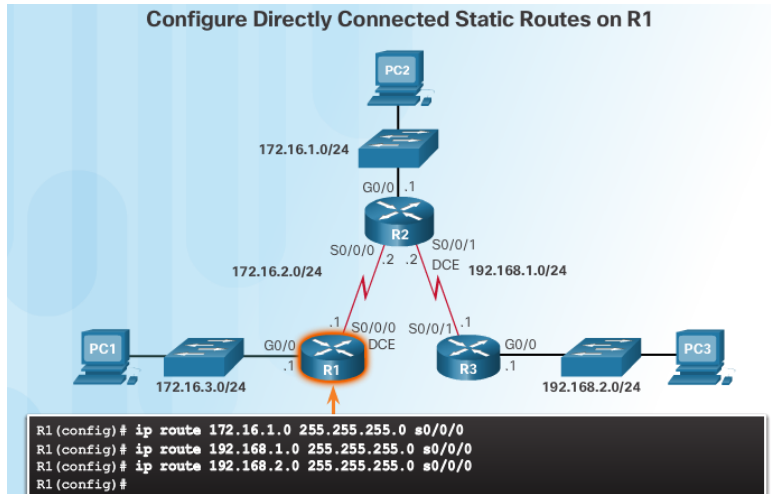 Configure Directly Connected Static Routes on R1
PC2
172.16.1.0/24
G0/0 .1
R2
S0/0/0 .2 .2 S0/0/1
DCE
172.16.2.0/24
192.168.1.0/24
.1 S0/0/0
DCE
S0/0/1 .1
PC1
G0/0
.1
R1
R3
G0/0
.1
PC3
172.16.3.0/24
192.168.2.0/24
R1(config)# ip route 172.16.1.0 255.255.255.0 s0/0/0
R1(config)# ip route 192.168.1.0 255.255.255.0 s0/0/0
R1(config)# ip route 192.168.2.0 255.255.255.0 s0/0/0
R1(config)#